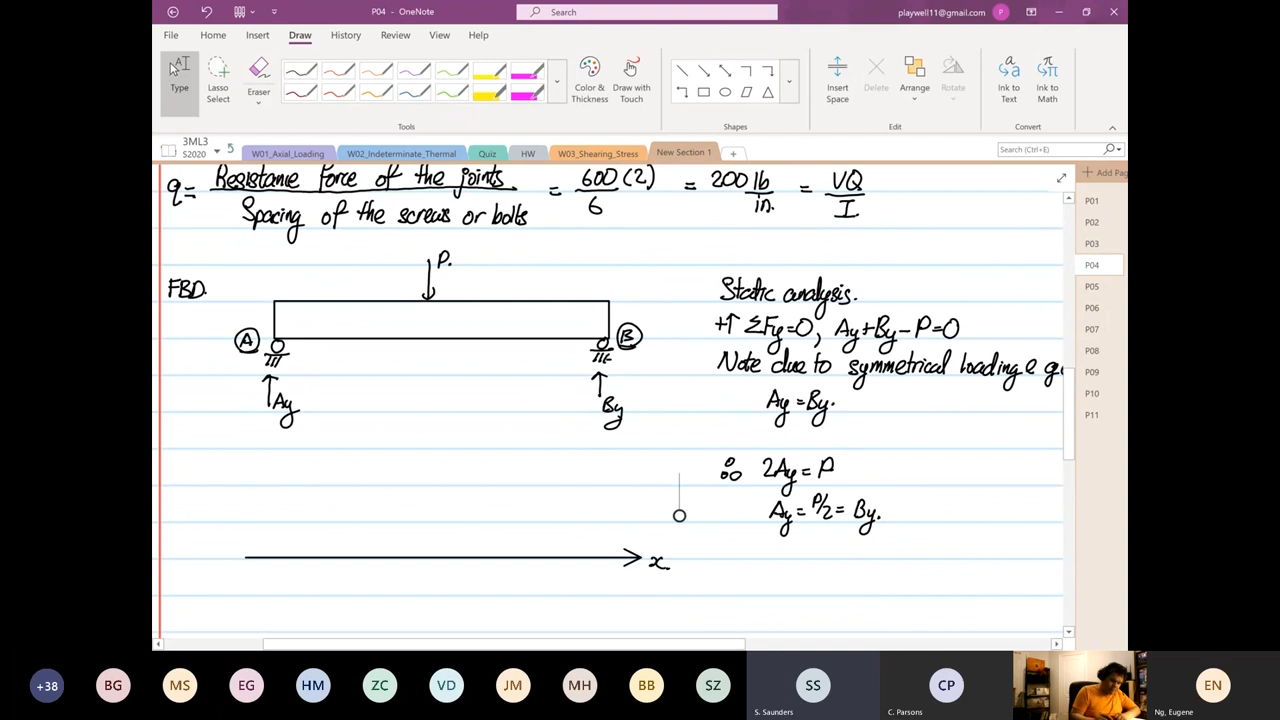 P04 - OneNote
Search
playwell11@gmail.com
P
File Home Insert Draw History Review View Help
Type
Lasso Select
Eraser
Color & Thickness
Draw with Touch
Insert Space
Delete
Arrange
Rotate
Ink to Text
Ink to Math
Tools
Shapes
Edit
Convert
3ML3 S2020
5
W01_Axial_Loading
W02_Indeterminate_Thermal
Quiz
HW
W03_Shearing_Stress
New Section 1
Search (Ctrl+E)
Add Pag
P01
P02
P03
P04
P05
P06
P07
P08
P09
P10
P11
q = Resistance Force of the joints / Spacing of the screws or bolts = 600(2) / 6 = 200 lb / in. = VQ / I
P.
FBD.
A
B
Ay
By
Static analysis.
+↑ ΣFy=0, Ay+By-P=0
Note due to symmetrical loading & g
Ay = By.
∴ 2Ay = P
Ay = P/2 = By.
x.
+38
BG
MS
EG
HM
ZC
VD
JM
MH
BB
SZ
SS
S. Saunders
CP
C. Parsons
EN
Ng, Eugene